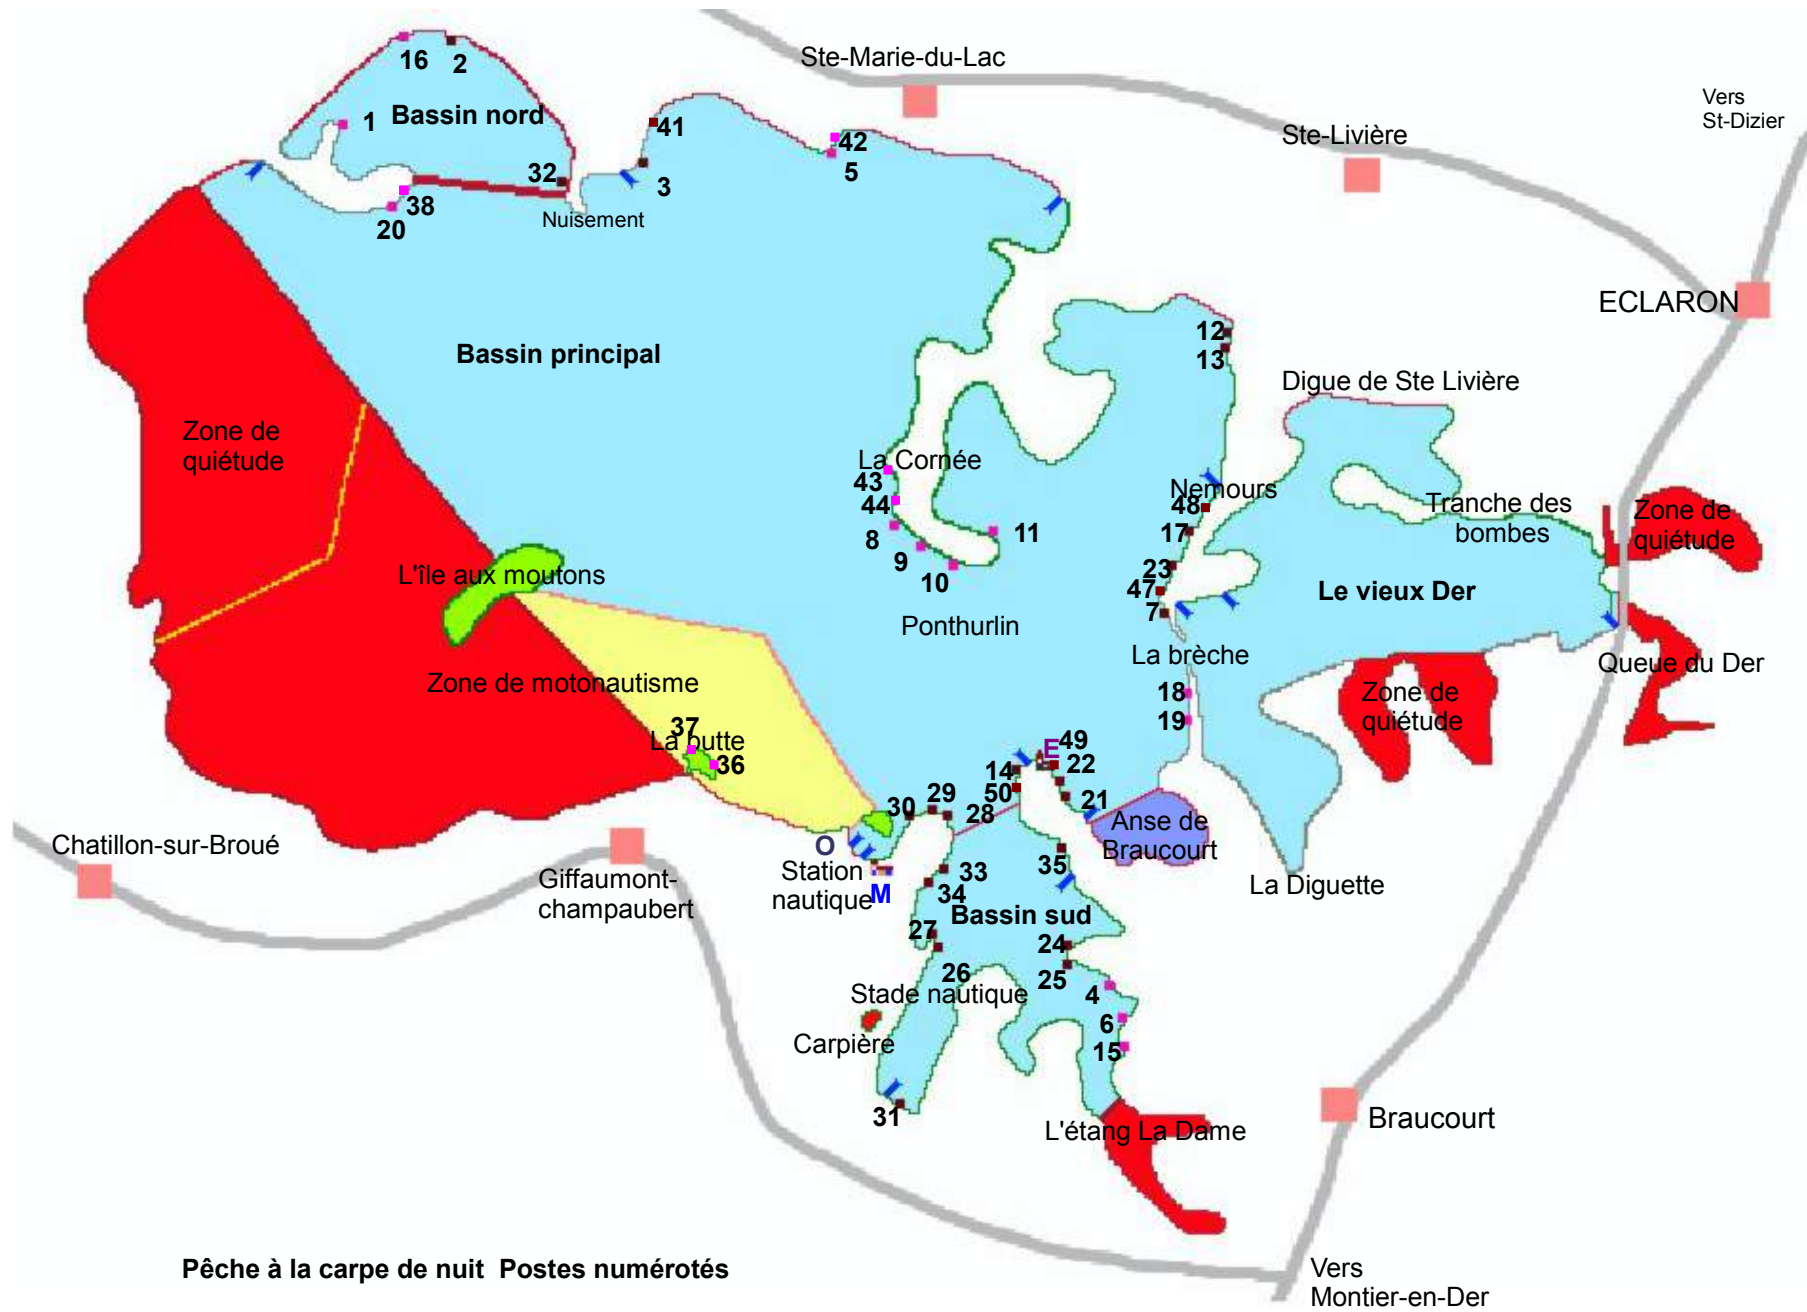 Ste-Marie-du-Lac
16
2
Vers
St-Dizier
1
Bassin nord
41
42
Ste-Livière
5
3
32
38
20
Nuisement
ECLARON
12
13
Bassin principal
Digue de Ste Livière
Zone de
quiétude
La Cornée
43
44
Nemours
48
Tranche des
bombes
Zone de
quiétude
8
11
17
9
10
23
L'île aux moutons
47
Le vieux Der
7
Ponthurlin
La brèche
Queue du Der
Zone de motonautisme
18
19
Zone de
quiétude
37
La butte
36
E
49
14
22
50
21
29
30
28
Anse de
Braucourt
O
Chatillon-sur-Broué
Station
nautique
M
35
33
34
La Diguette
Giffaumont-
champaubert
Bassin sud
27
24
26
25
Stade nautique
4
6
Carpière
15
31
L'étang La Dame
Braucourt
Pêche à la carpe de nuit Postes numérotés
Vers
Montier-en-Der